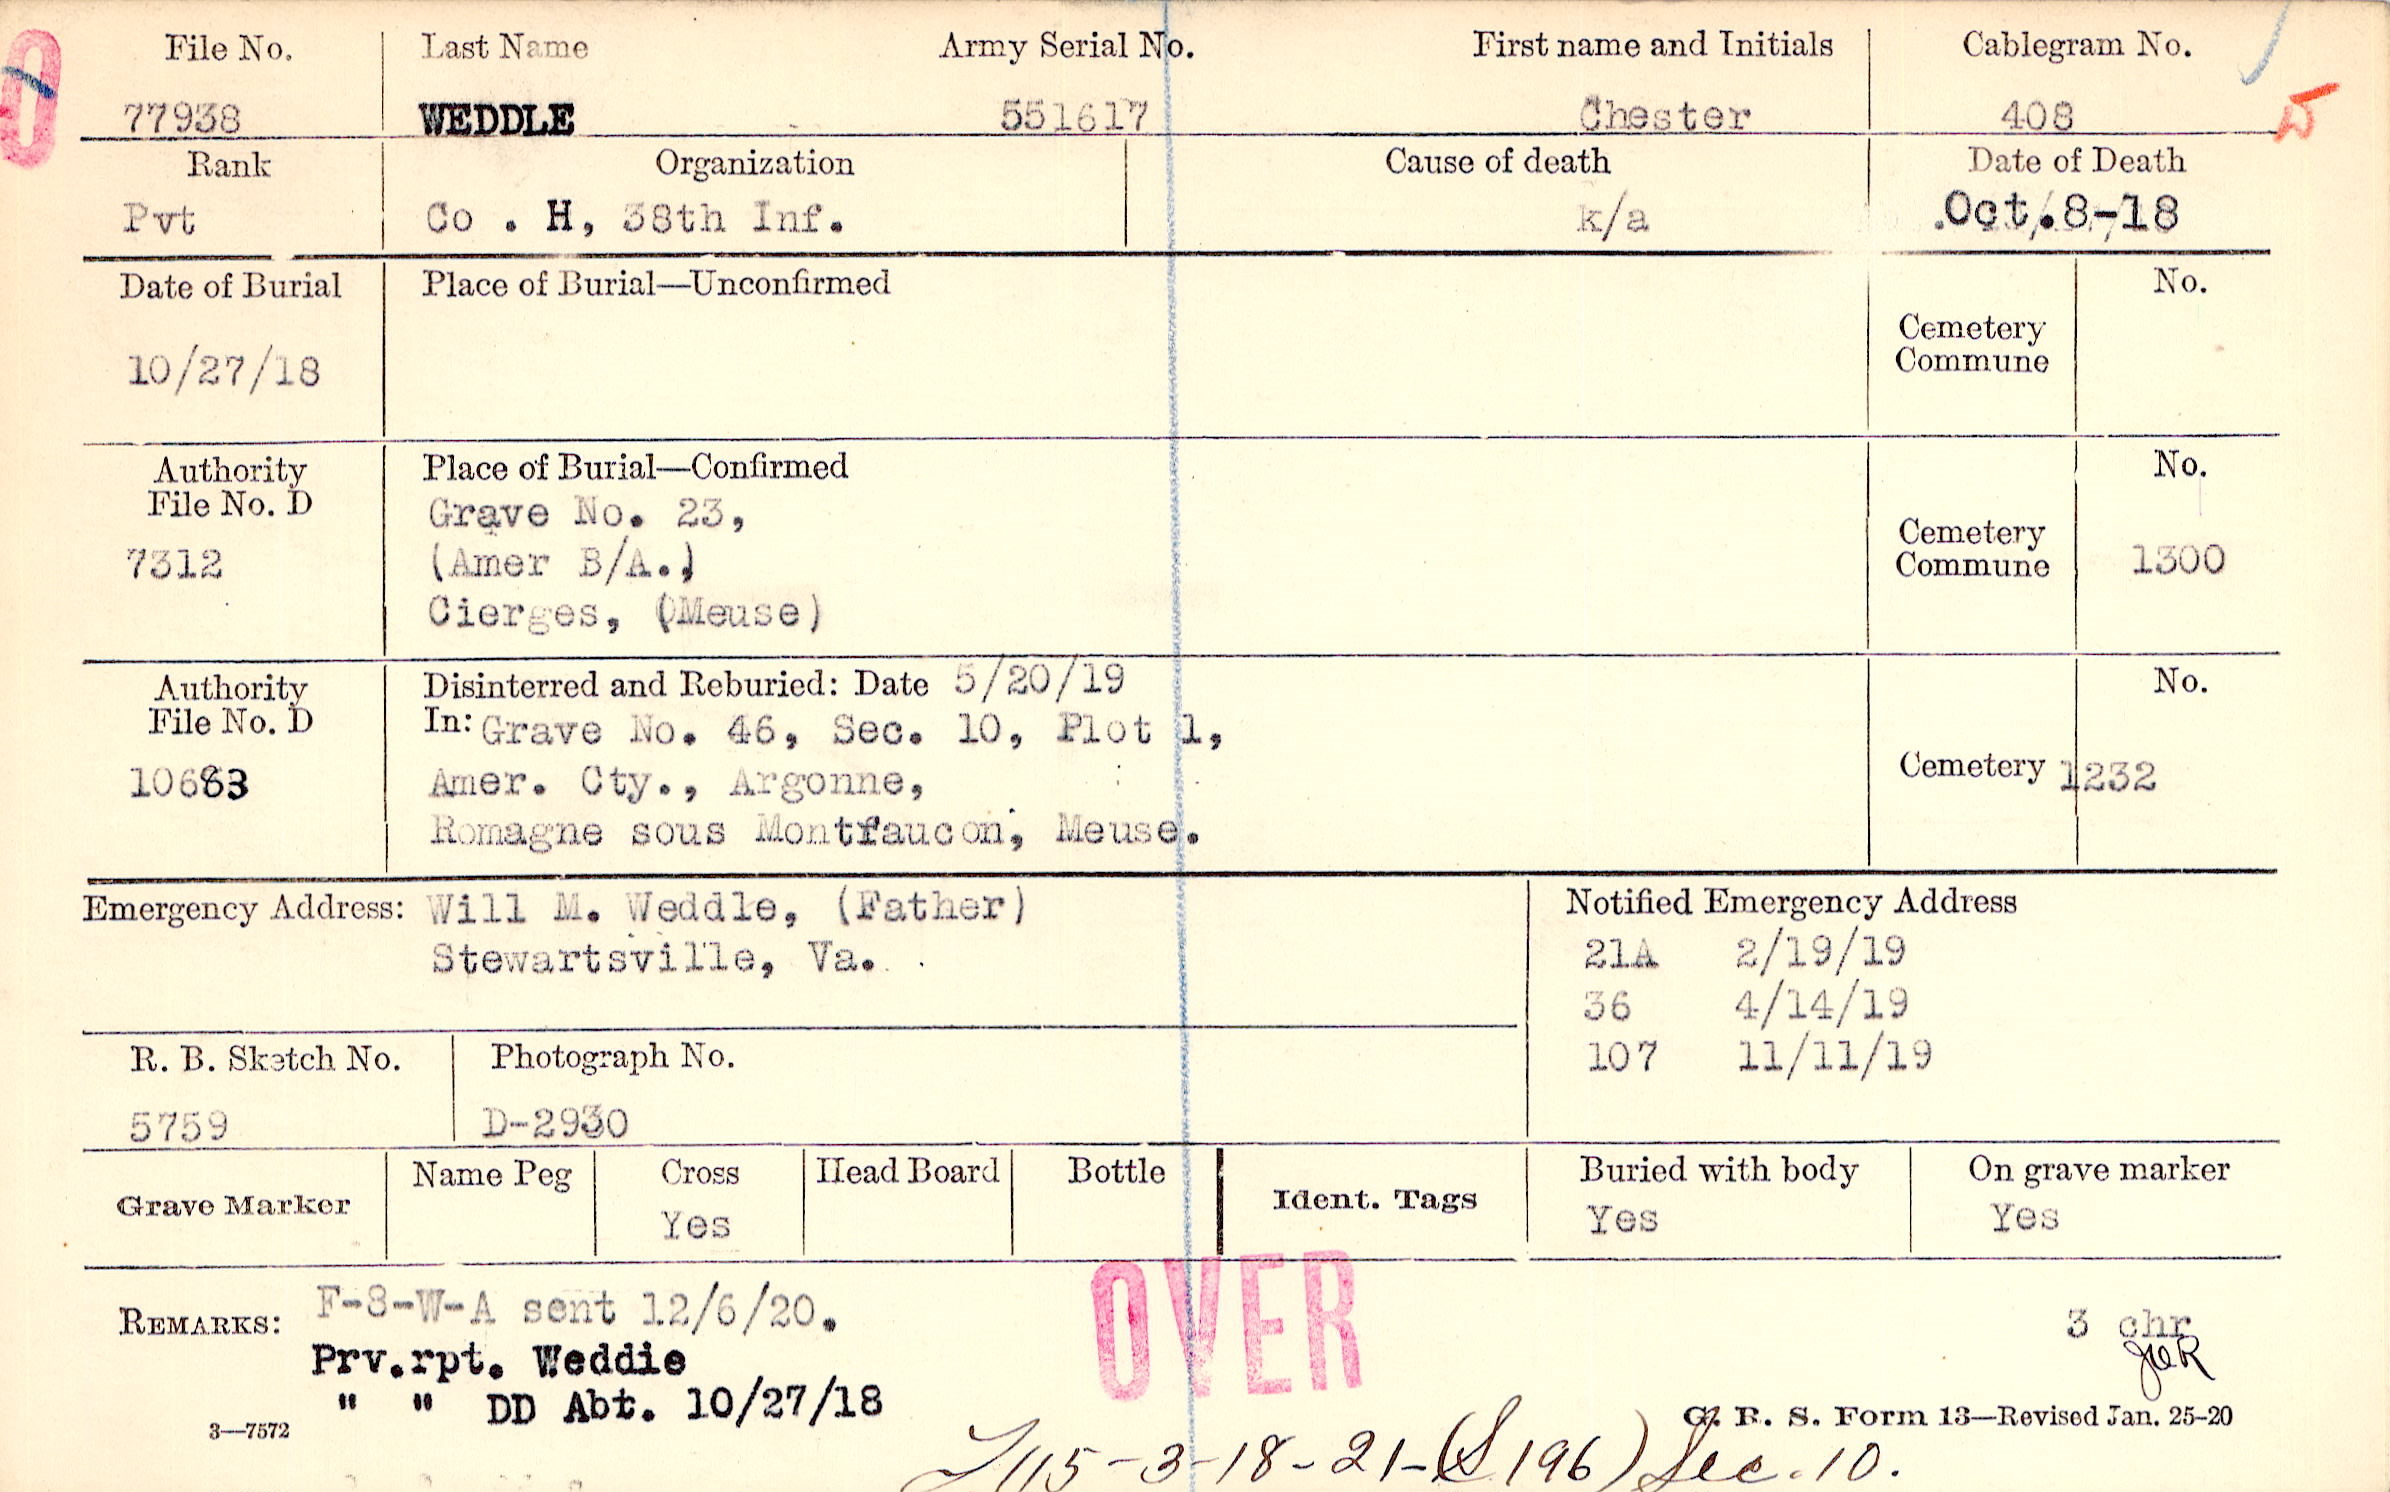 File No. Last Name Army Serial No. First name and Initials Cablegram No.
77938 WEDDLE 551617 Chester 408 5
Rank Organization Cause of death Date of Death
Pvt Co . H, 38th Inf. k/a Oct. 8-18
Date of Burial Place of Burial—Unconfirmed No.
Cemetery
Commune
10/27/18
Authority Place of Burial—Confirmed No.
File No. D Grave No. 23,
7312 (Amer B/A.) Cemetery
Commune 1300
Cierges, (Meuse)
Authority Disinterred and Reburied: Date 5/20/19 No.
File No. D In: Grave No. 46, Sec. 10, Plot 1,
10683 Amer. Cty., Argonne, Cemetery 1232
Romagne sous Montfaucon, Meuse.
Emergency Address: Will M. Weddle, (Father) Notified Emergency Address
Stewartsville, Va. 21A 2/19/19
36 4/14/19
R. B. Sketch No. Photograph No. 107 11/11/19
5759 D-2930
Grave Marker Name Peg Cross Head Board Bottle Ident. Tags Buried with body On grave marker
Yes Yes Yes
REMARKS: F-8-W-A sent 12/6/20. OVER 3 chr
Prv.rpt. Weddie
" " DD Abt. 10/27/18
3—7572 G. R. S. Form 13—Revised Jan. 25-20
115-3-18-21-(S 196) Sec. 10.